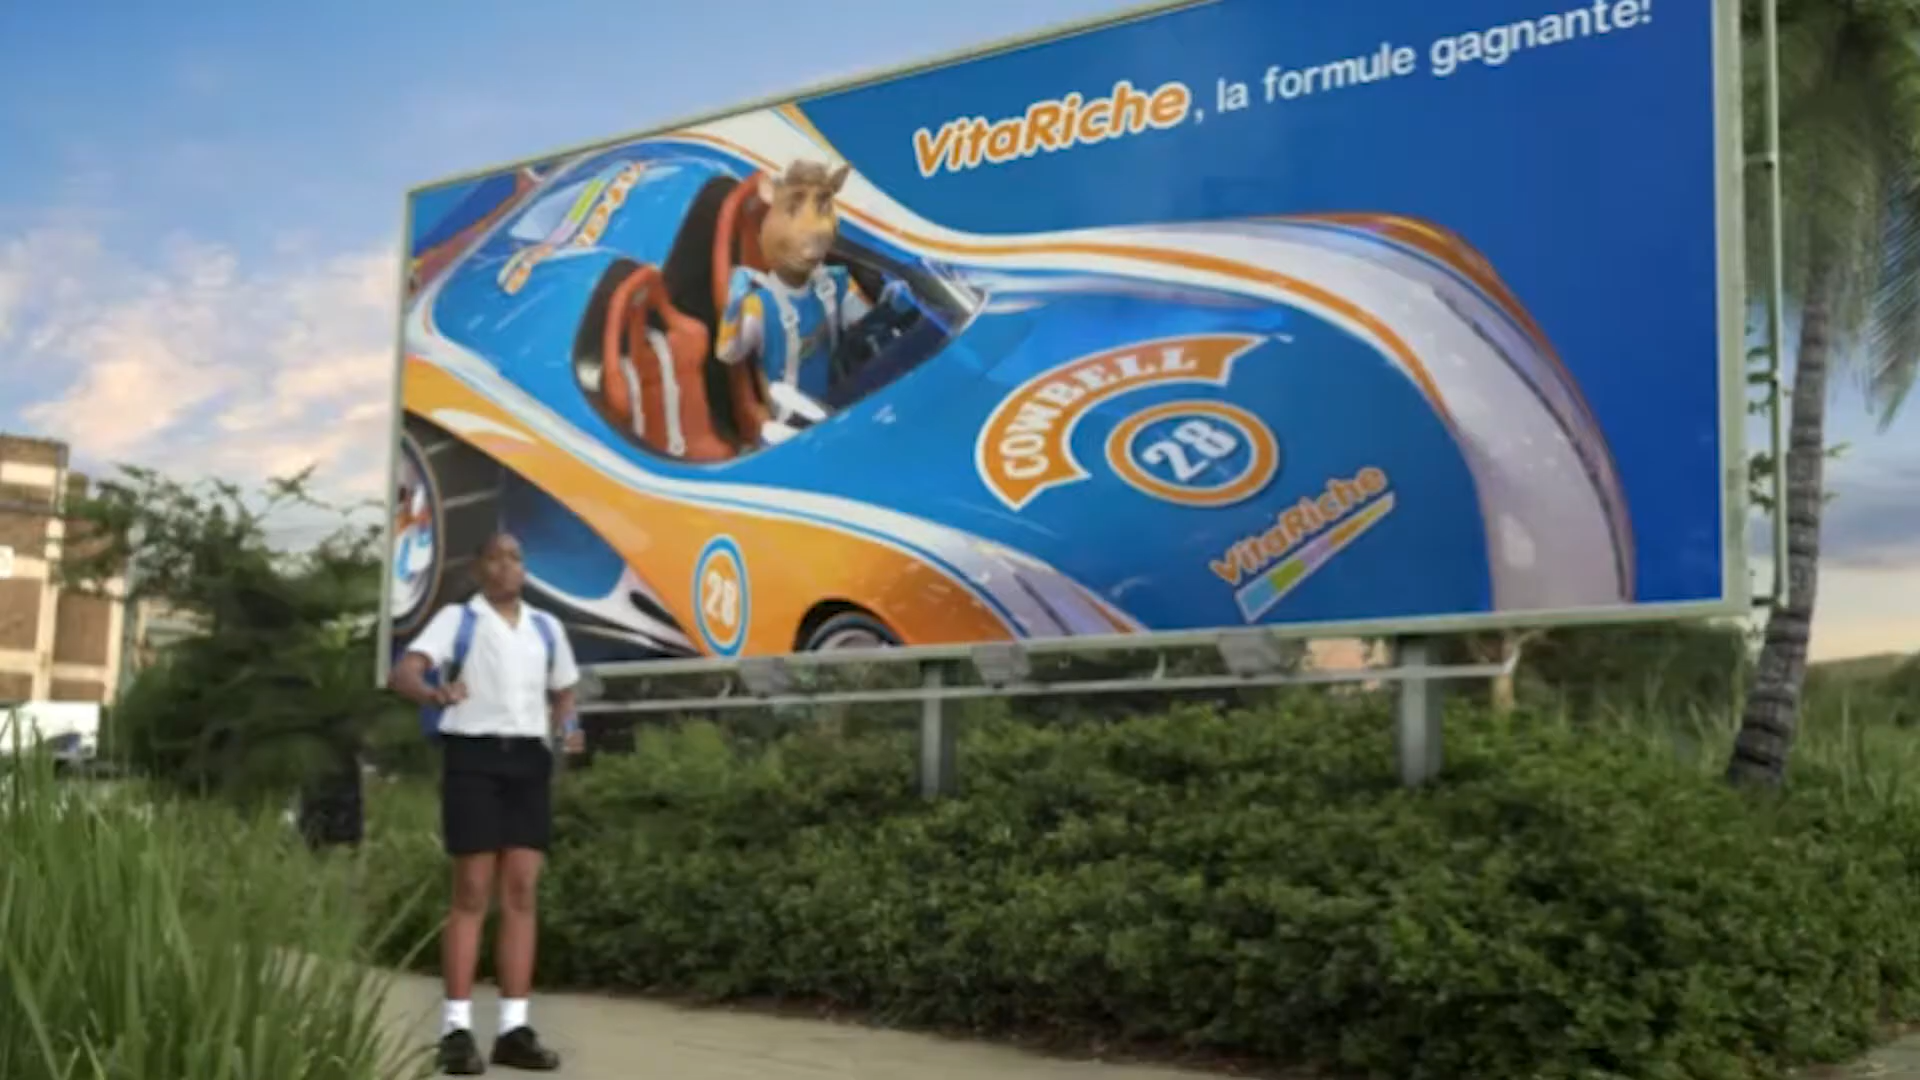 VitaRiche, la formule gagnante!
COWBELL
28
VitaRiche
28